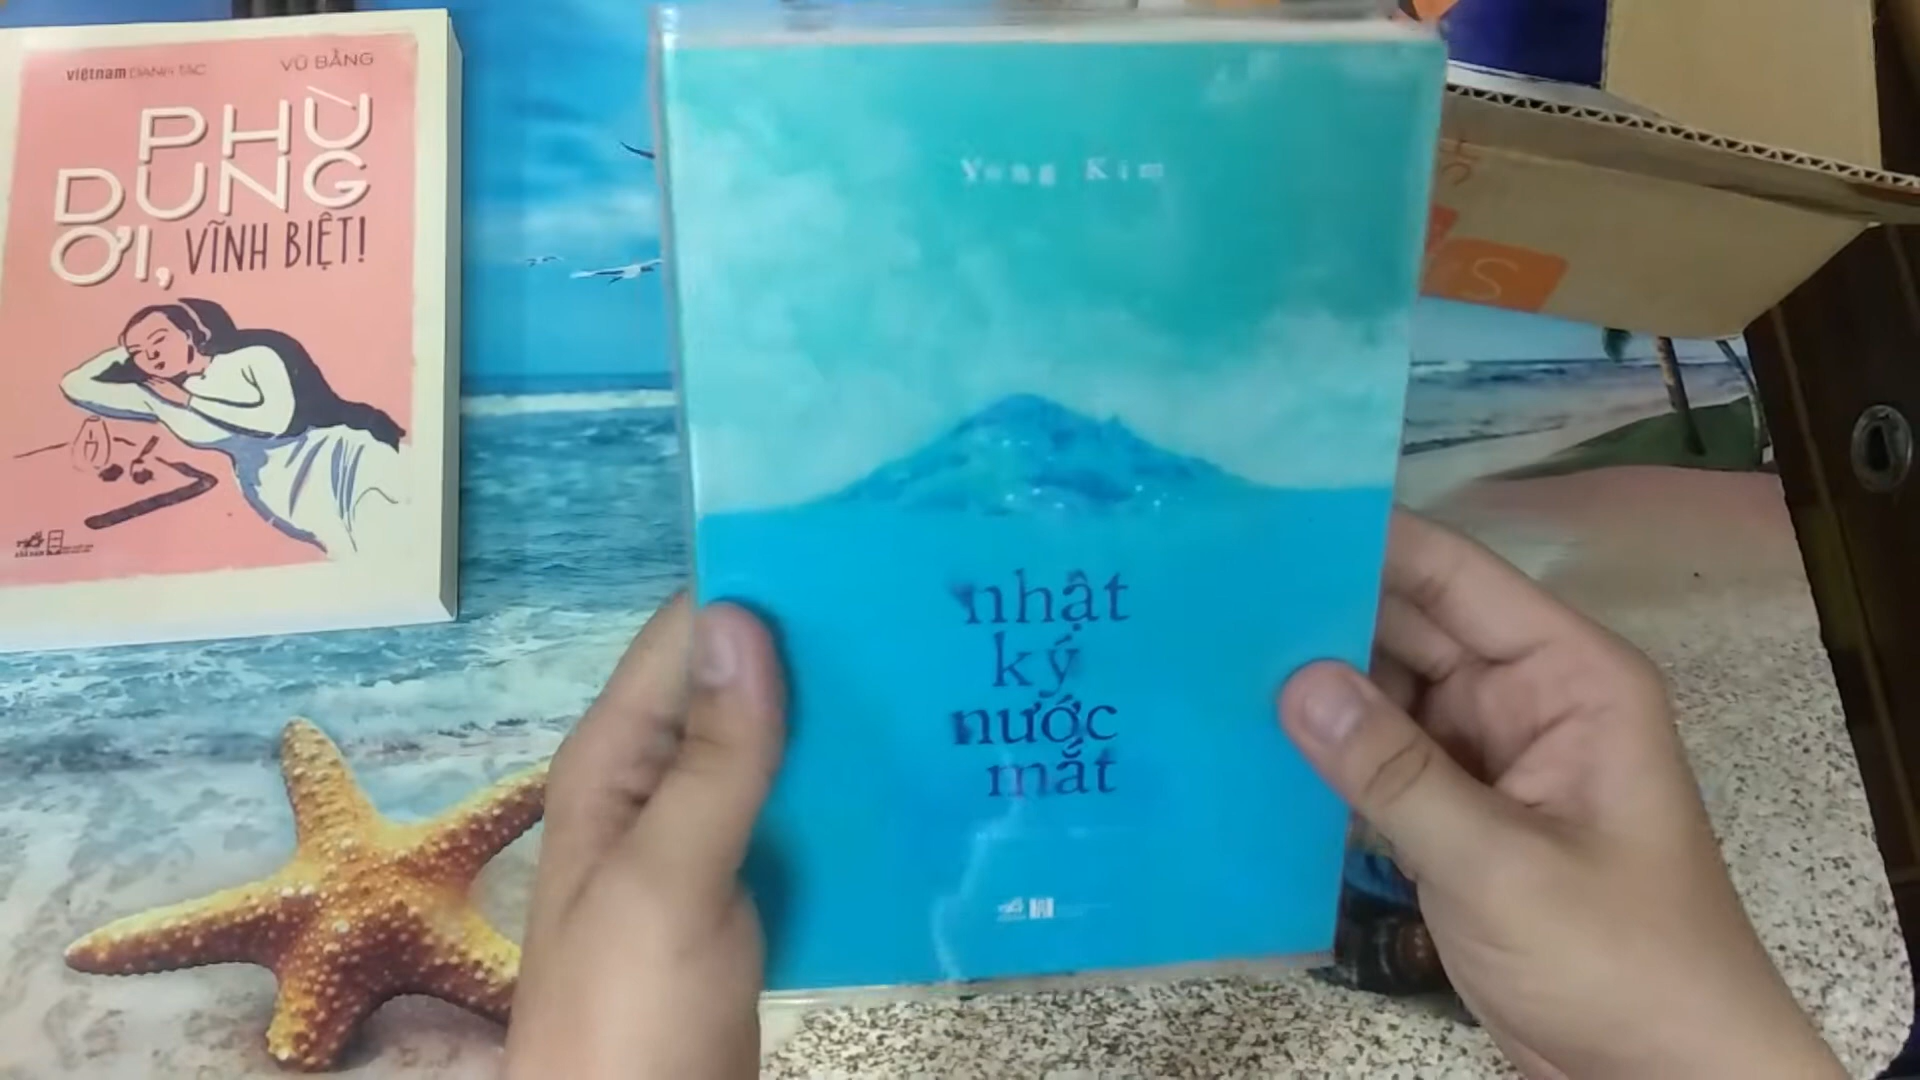 việtnam DANH TÁC
VŨ BẰNG
PHÙ
DUNG
ƠI, VĨNH BIỆT!
Yong Kim
nhật
ký
nước
mắt